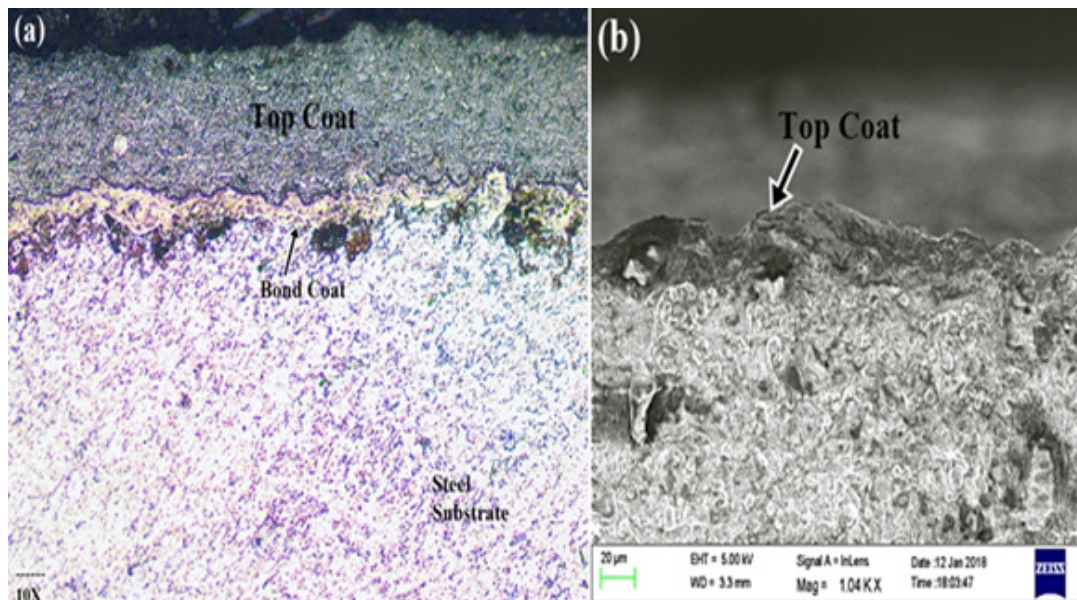 (a)
Top Coat
Bond Coat
Steel
Substrate
10X
(b)
Top Coat
20 µm
EHT = 5.00 kV
Signal A = InLens
Date :12 Jan 2018
WD = 3.3 mm
Mag = 1.04 K X
Time :18:03:47
ZEISS